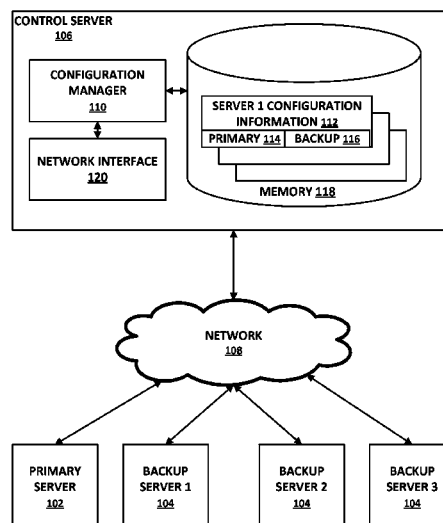 CONTROL SERVER
106
CONFIGURATION
MANAGER
110
NETWORK INTERFACE
120
SERVER 1 CONFIGURATION
INFORMATION 112
PRIMARY 114 BACKUP 116
MEMORY 118
NETWORK
108
PRIMARY
SERVER
102
BACKUP
SERVER 1
104
BACKUP
SERVER 2
104
BACKUP
SERVER 3
104